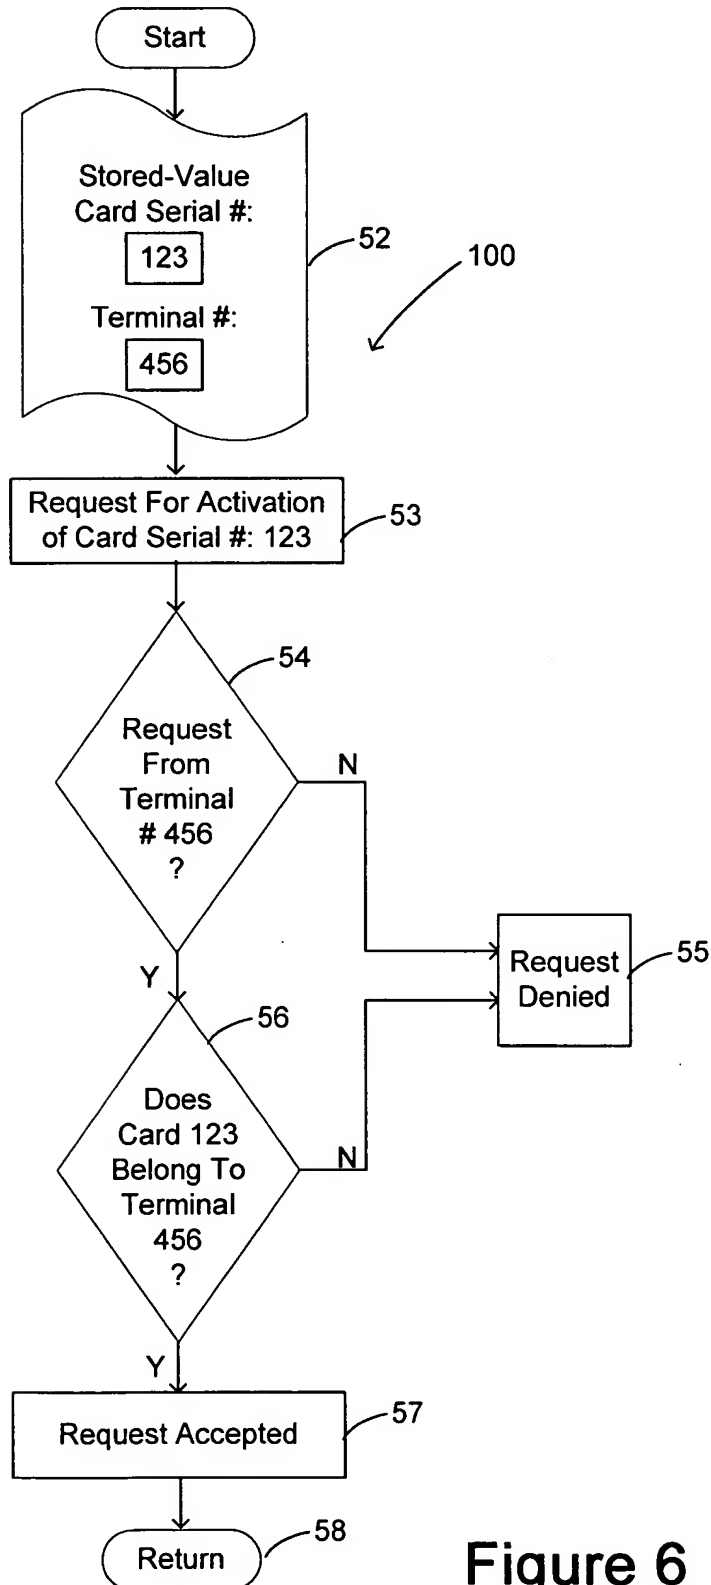 Start
Stored-Value
Card Serial #:
123
Terminal #:
456
52
100
Request For Activation
of Card Serial #: 123
53
54
Request
From
Terminal
# 456
?
N
Y
Request
Denied
55
56
Does
Card 123
Belong To
Terminal
456
?
N
Y
Request Accepted
57
Return
58
Figure 6